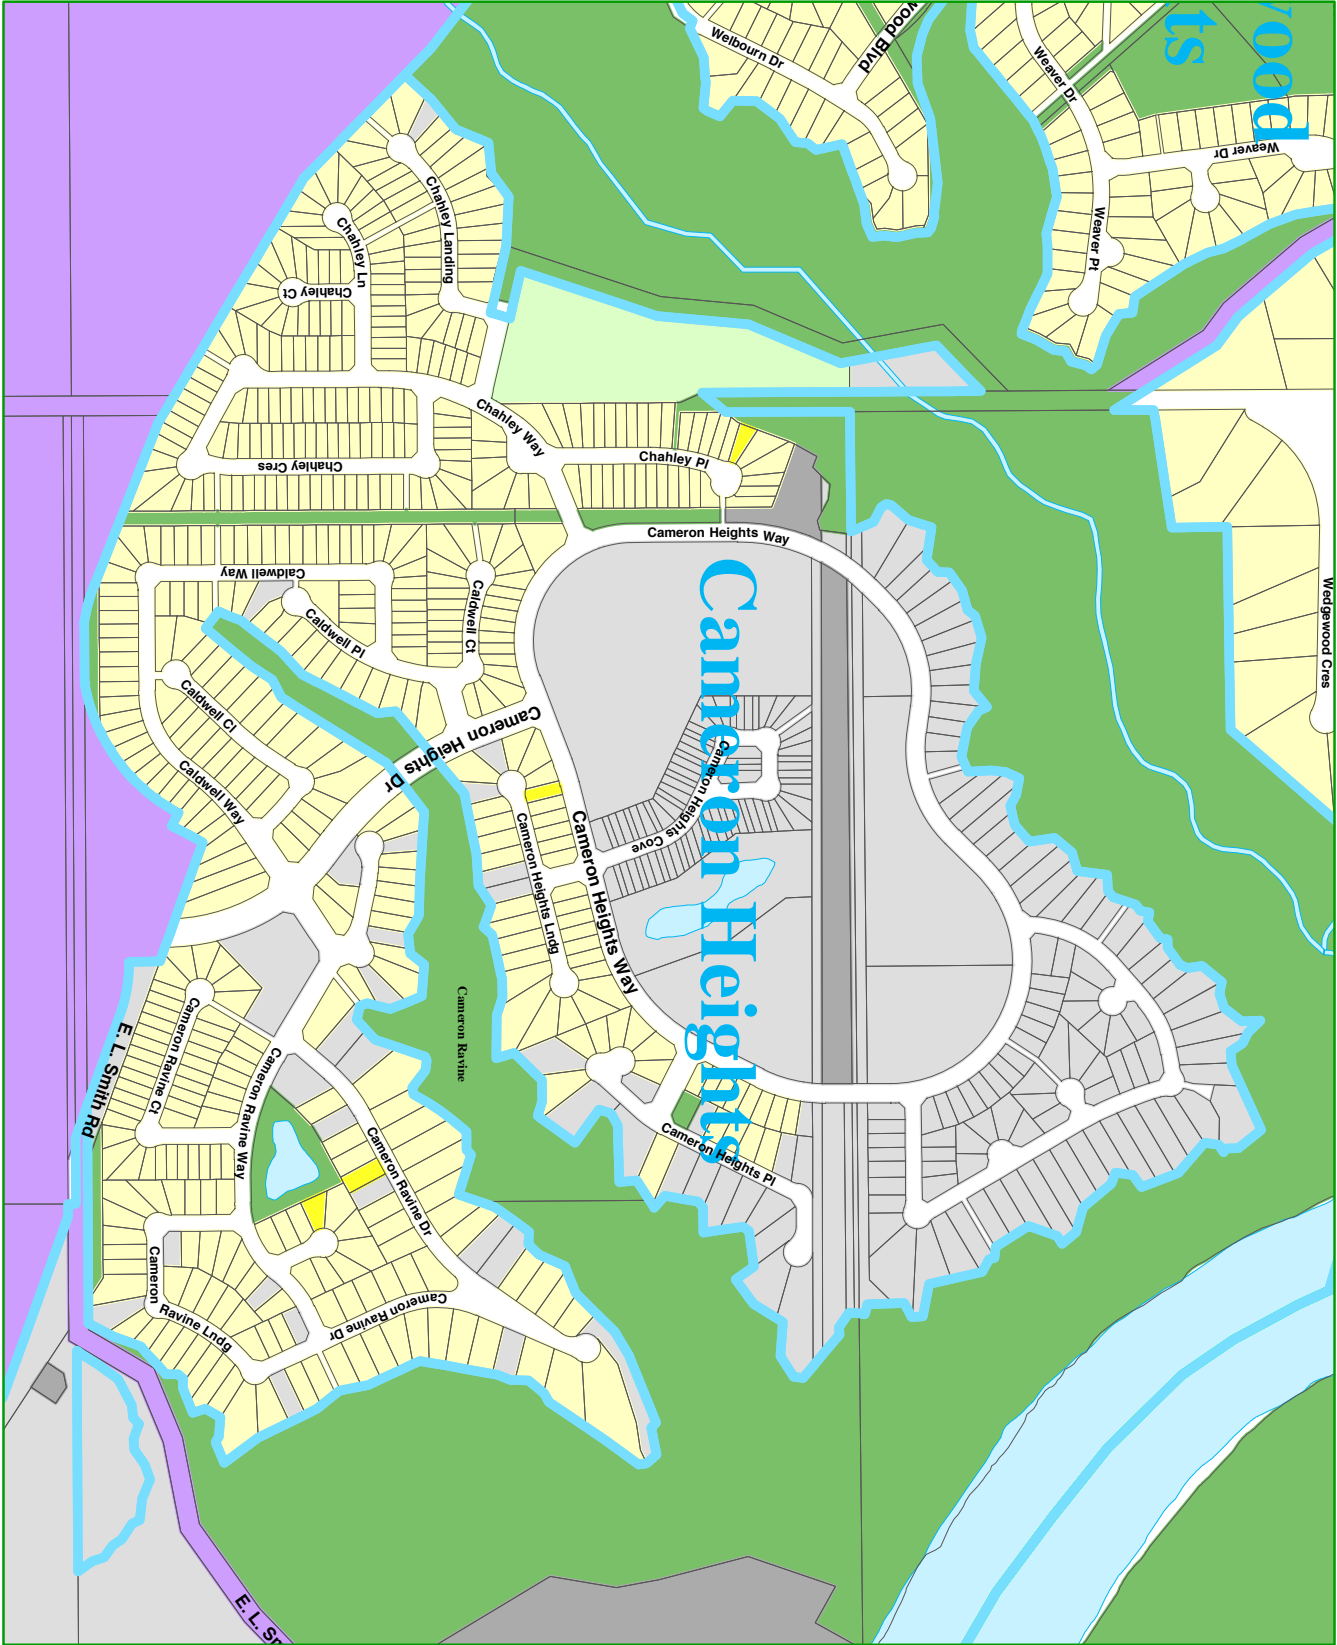 wood Blvd
Welbourn Dr
Weaver Dr
Weaver Dr
Weaver Pt
ts
ood
Chahley Landing
Chahley Ln
Chahley Ct
Chahley Way
Chahley Cres
Chahley Pl
Cameron Heights Way
Caldwell Way
Caldwell Ct
Caldwell Pl
Caldwell Cl
Caldwell Way
Cameron Heights Dr
Cameron Heights
Cameron Heights Cove
Cameron Heights Lndg
Cameron Heights Way
Wedgewood Cres
Cameron Ravine
E. L. Smith Rd
Cameron Ravine Ct
Cameron Ravine Way
Cameron Ravine Dr
Cameron Heights Pl
Cameron
Ravine Lndg
Cameron Ravine Dr
E. L. Sm